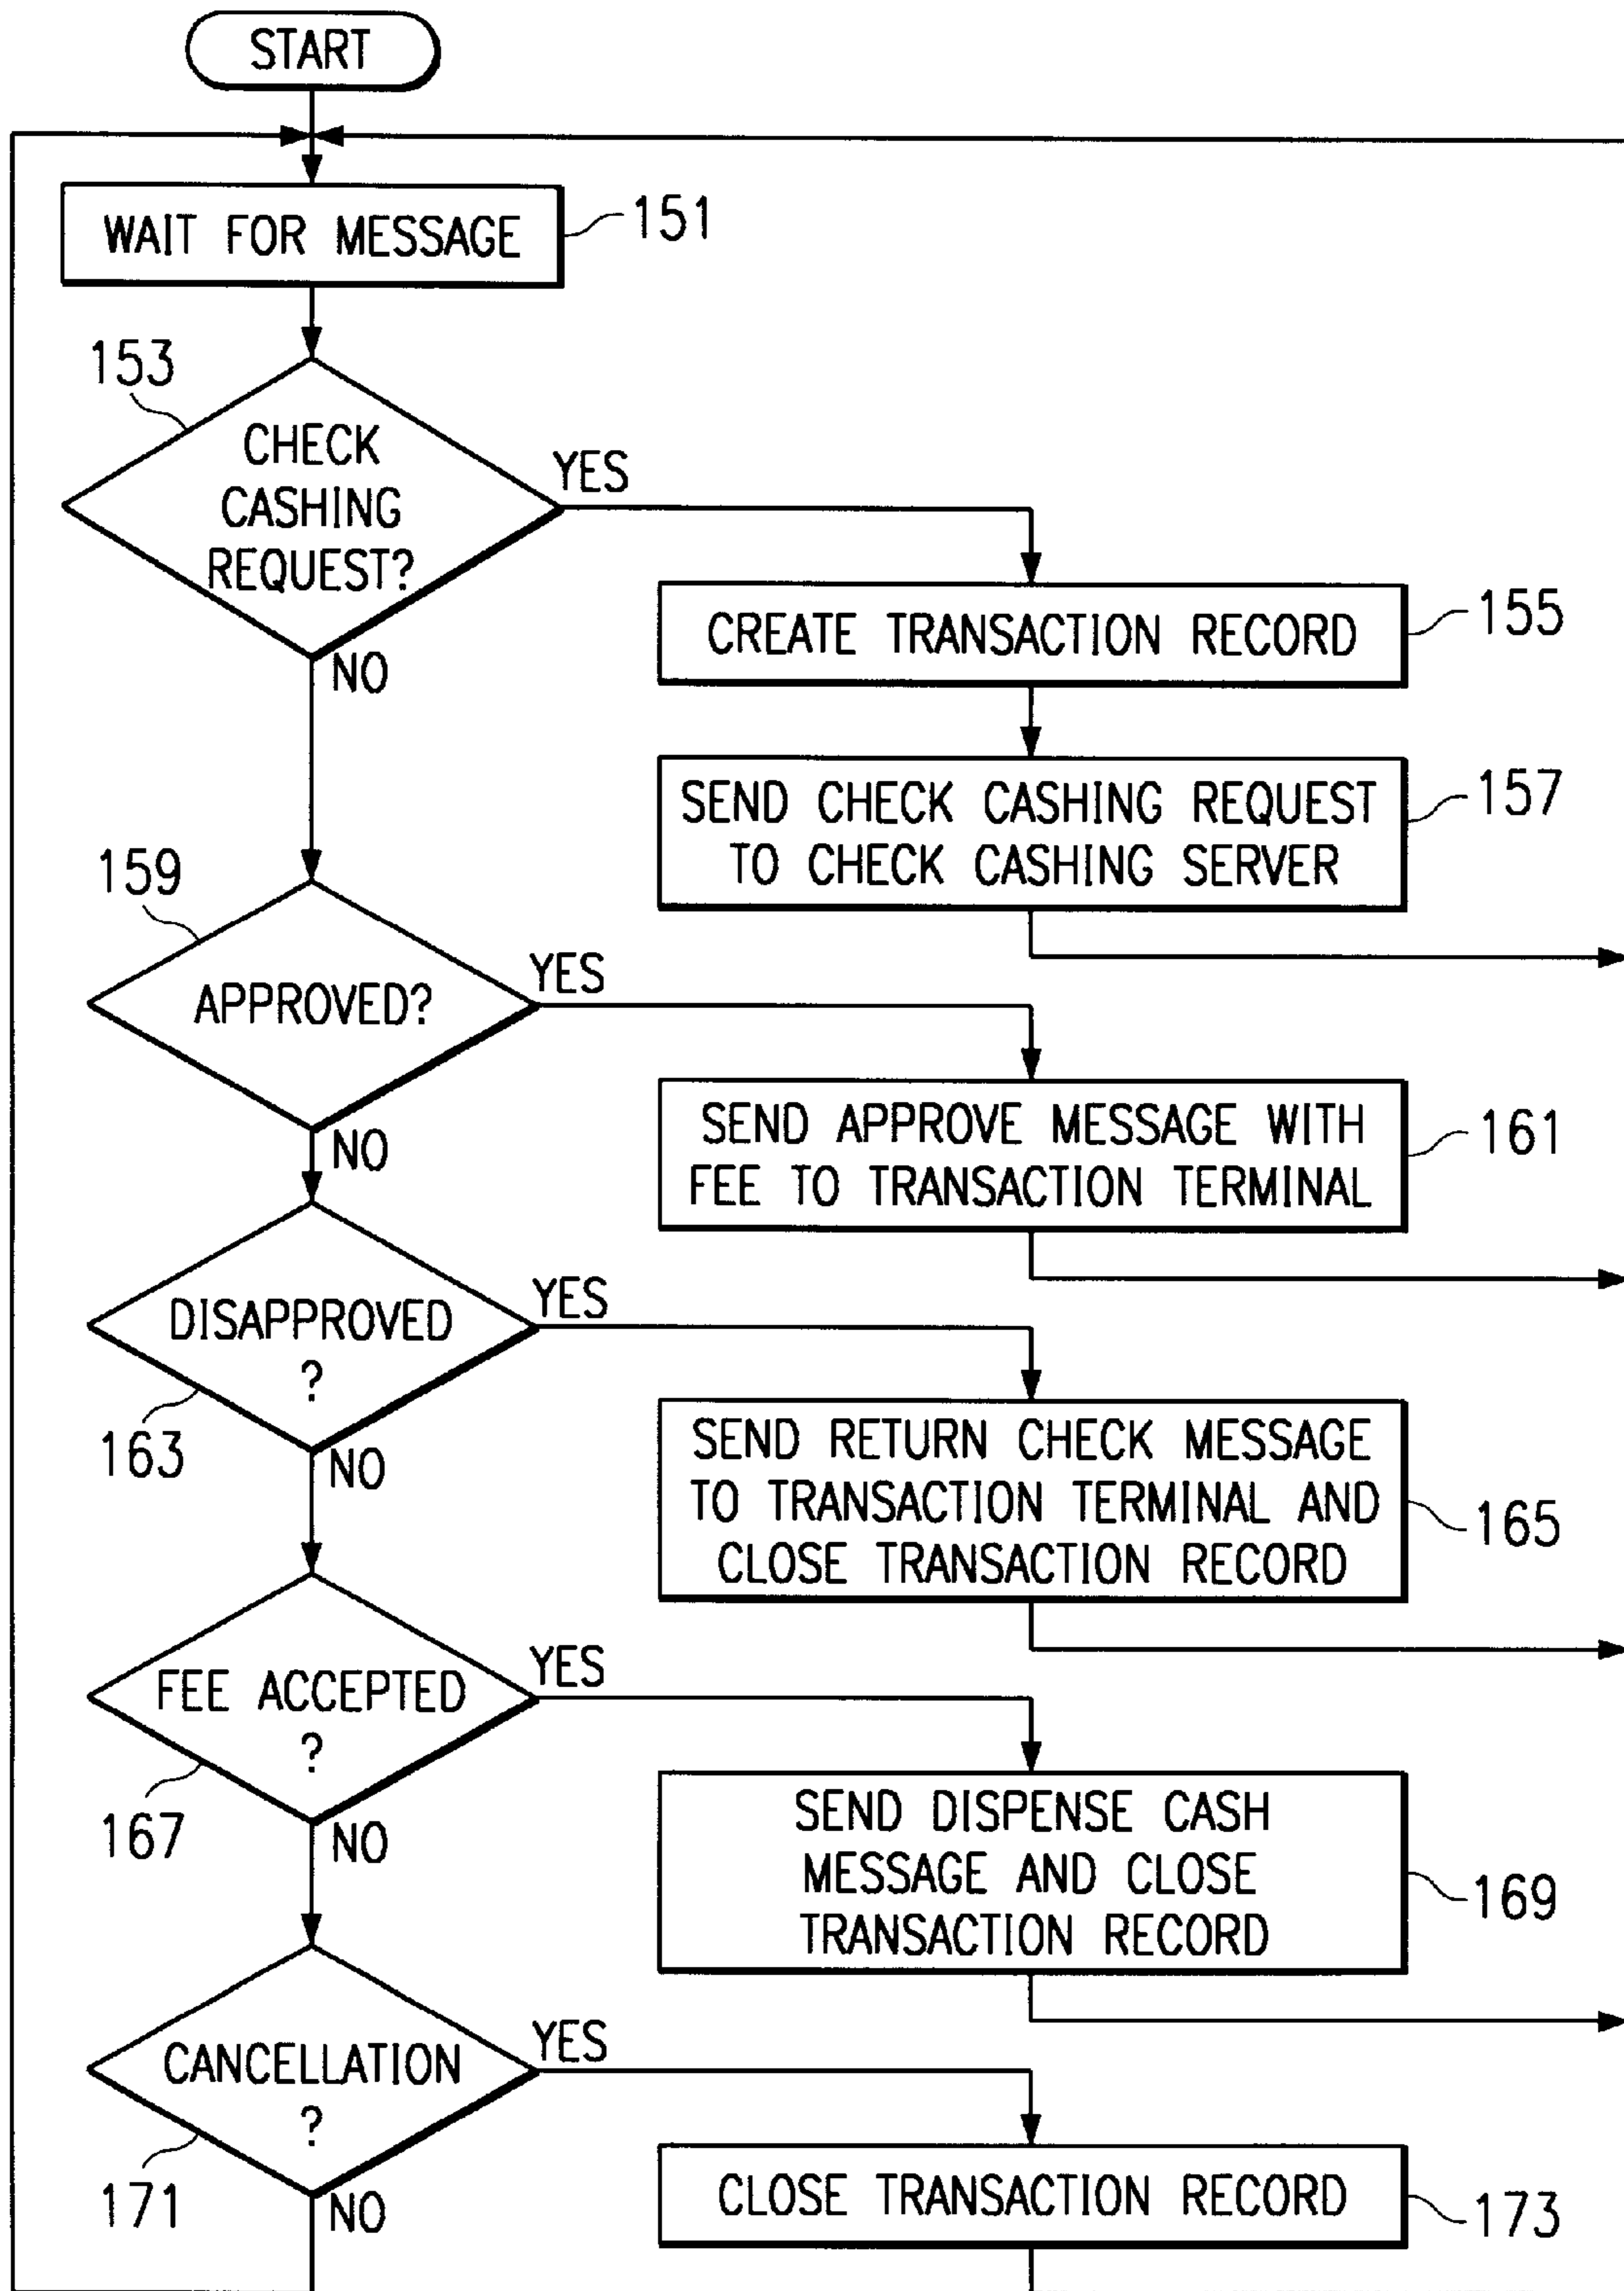 START
WAIT FOR MESSAGE
151
153
CHECK
CASHING
REQUEST?
YES
NO
CREATE TRANSACTION RECORD
155
SEND CHECK CASHING REQUEST
TO CHECK CASHING SERVER
157
159
APPROVED?
YES
NO
SEND APPROVE MESSAGE WITH
FEE TO TRANSACTION TERMINAL
161
DISAPPROVED
?
YES
163
NO
SEND RETURN CHECK MESSAGE
TO TRANSACTION TERMINAL AND
CLOSE TRANSACTION RECORD
165
FEE ACCEPTED
?
YES
167
NO
SEND DISPENSE CASH
MESSAGE AND CLOSE
TRANSACTION RECORD
169
CANCELLATION
?
YES
171
NO
CLOSE TRANSACTION RECORD
173